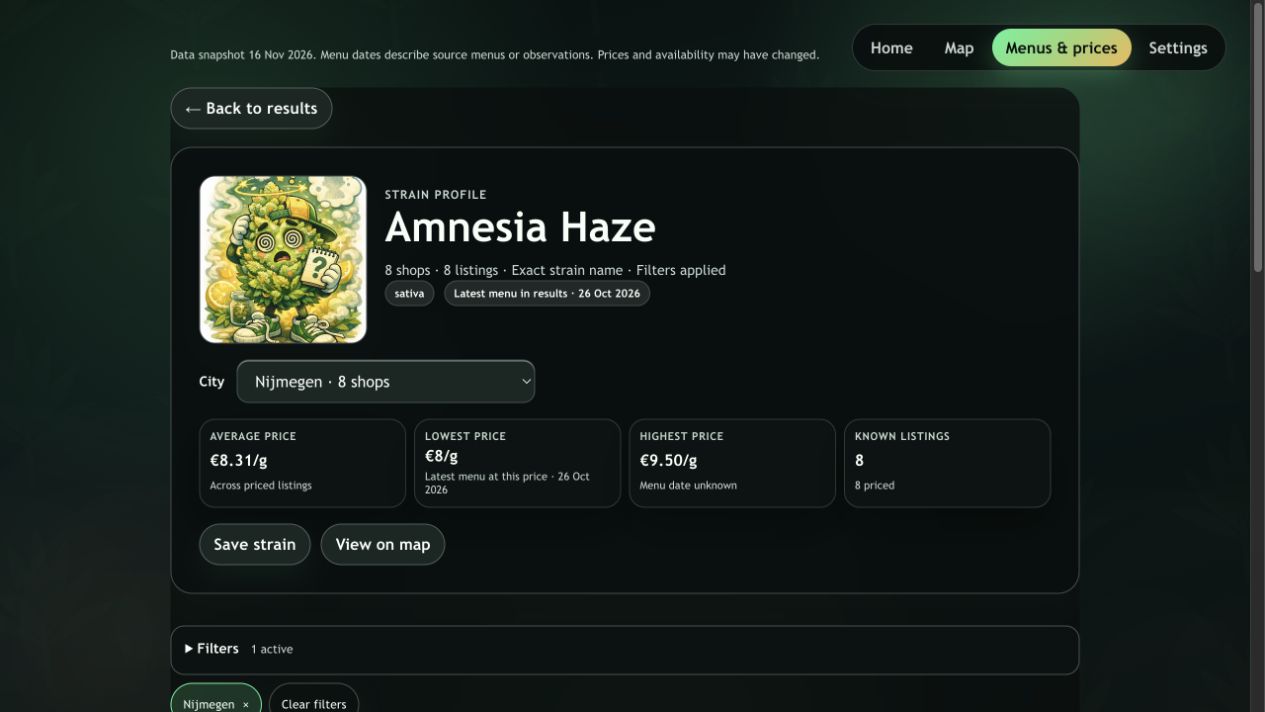 Data snapshot 16 Nov 2026. Menu dates describe source menus or observations. Prices and availability may have changed.
Home
Map
Menus & prices
Settings
← Back to results
STRAIN PROFILE
Amnesia Haze
8 shops · 8 listings · Exact strain name · Filters applied
sativa
Latest menu in results · 26 Oct 2026
?
City
Nijmegen · 8 shops
AVERAGE PRICE
€8.31/g
Across priced listings
LOWEST PRICE
€8/g
Latest menu at this price · 26 Oct
2026
HIGHEST PRICE
€9.50/g
Menu date unknown
KNOWN LISTINGS
8
8 priced
Save strain
View on map
▶ Filters 1 active
Nijmegen ×
Clear filters